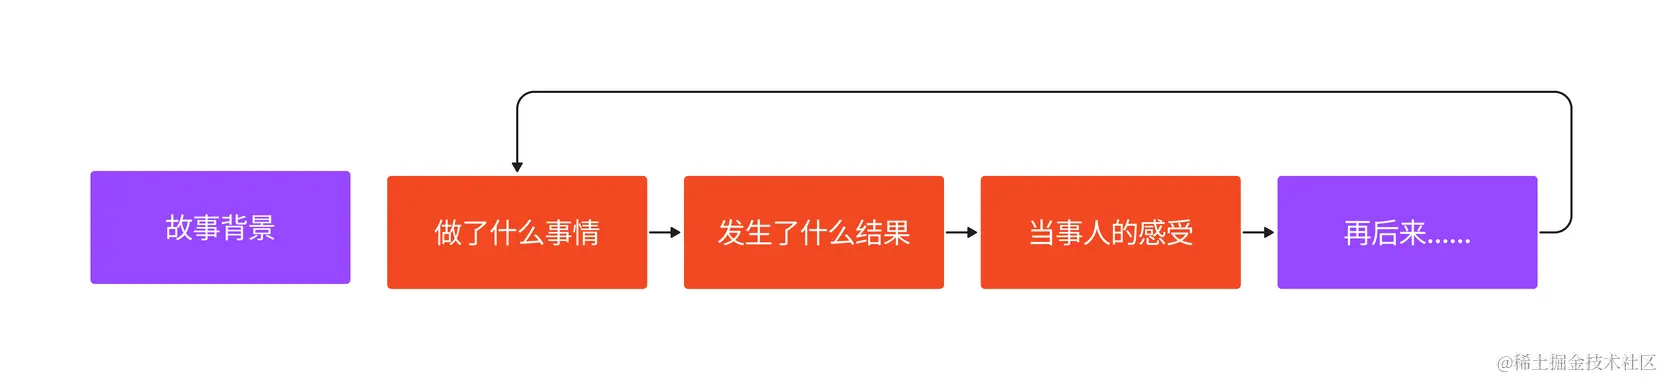 故事背景
做了什么事情
发生了什么结果
当事人的感受
再后来......
@稀土掘金技术社区